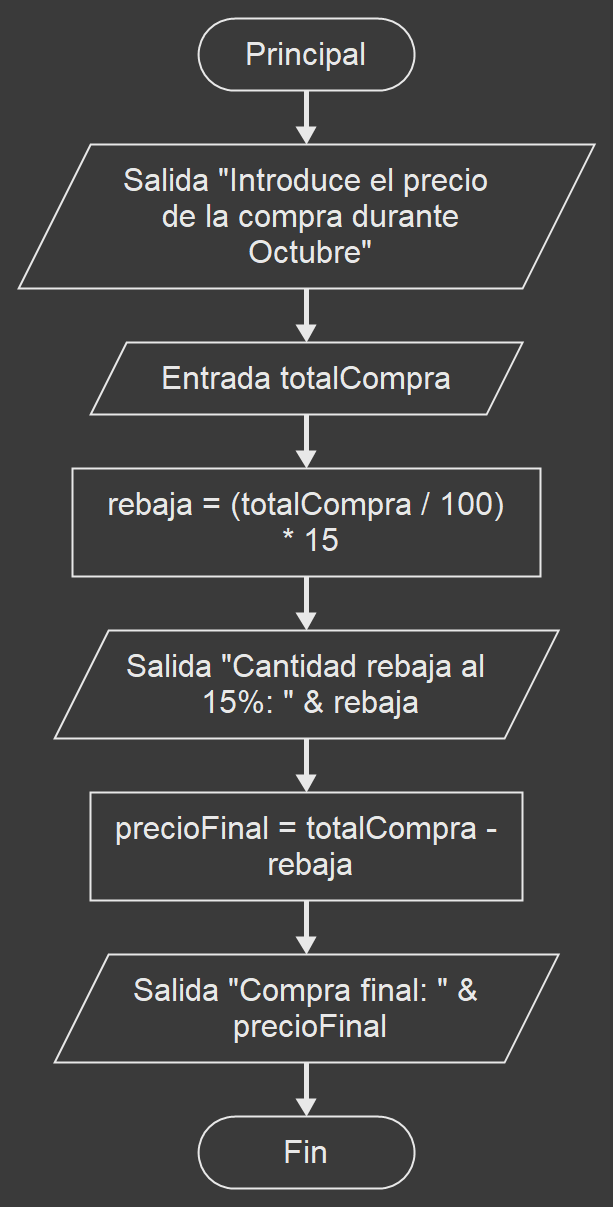 Principal
Salida "Introduce el precio
de la compra durante
Octubre"
Entrada totalCompra
rebaja = (totalCompra / 100)
* 15
Salida "Cantidad rebaja al
15%: " & rebaja
precioFinal = totalCompra -
rebaja
Salida "Compra final: " &
precioFinal
Fin